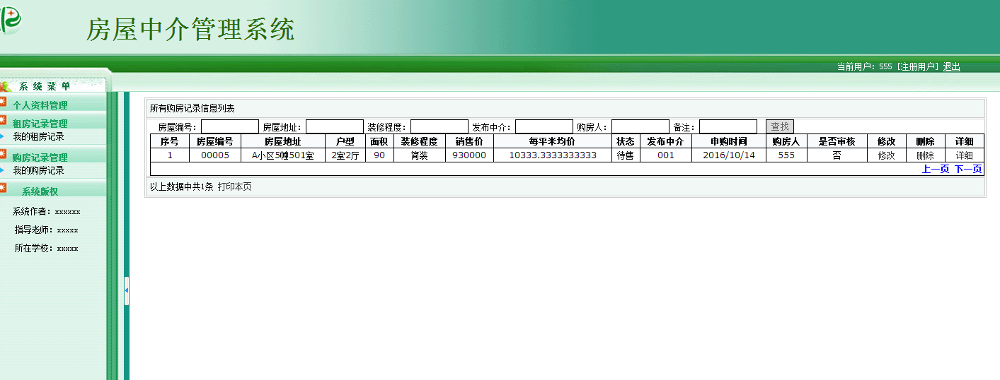 房屋中介管理系统
当前用户：555 [注册用户] 退出
系 统 菜 单
个人资料管理
租房记录管理
我的租房记录
购房记录管理
我的购房记录
系统版权
系统作者：xxxxxx
指导老师：xxxxx
所在学校：xxxxx
所有购房记录信息列表
房屋编号： 房屋地址： 装修程度： 发布中介： 购房人： 备注： 查找
序号 房屋编号 房屋地址 户型 面积 装修程度 销售价 每平米均价 状态 发布中介 申购时间 购房人 是否审核 修改 删除 详细
1 00005 A小区5幢501室 2室2厅 90 简装 930000 10333.3333333333 待售 001 2016/10/14 555 否 修改 删除 详细
上一页 下一页
以上数据中共1条 打印本页